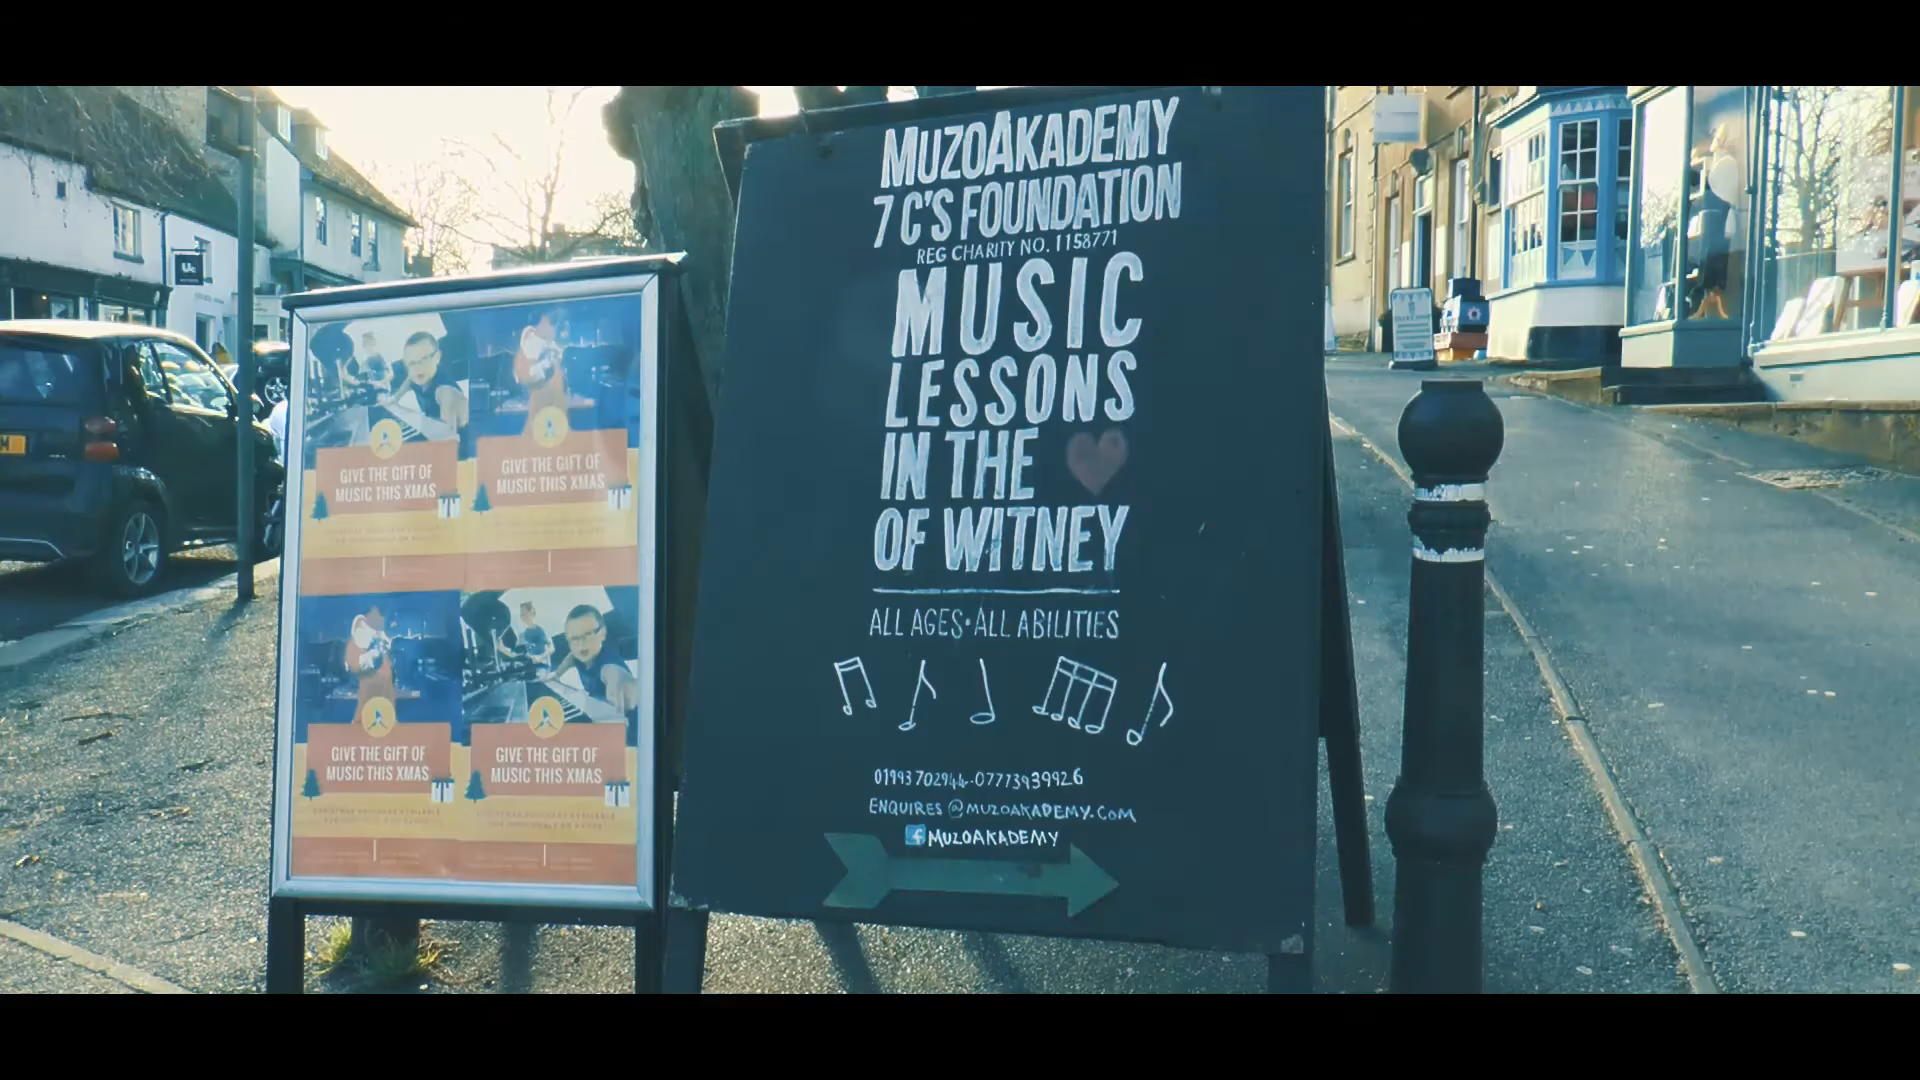 MUZOAKADEMY
7 C'S FOUNDATION
REG CHARITY NO. 1158771
MUSIC
LESSONS
IN THE
OF WITNEY
ALL AGES • ALL ABILITIES
01993 702944 - 07773939926
ENQUIRES @MUZOAKADEMY.COM
f MUZOAKADEMY
GIVE THE GIFT OF
MUSIC THIS XMAS
GIVE THE GIFT OF
MUSIC THIS XMAS
GIVE THE GIFT OF
MUSIC THIS XMAS
GIVE THE GIFT OF
MUSIC THIS XMAS